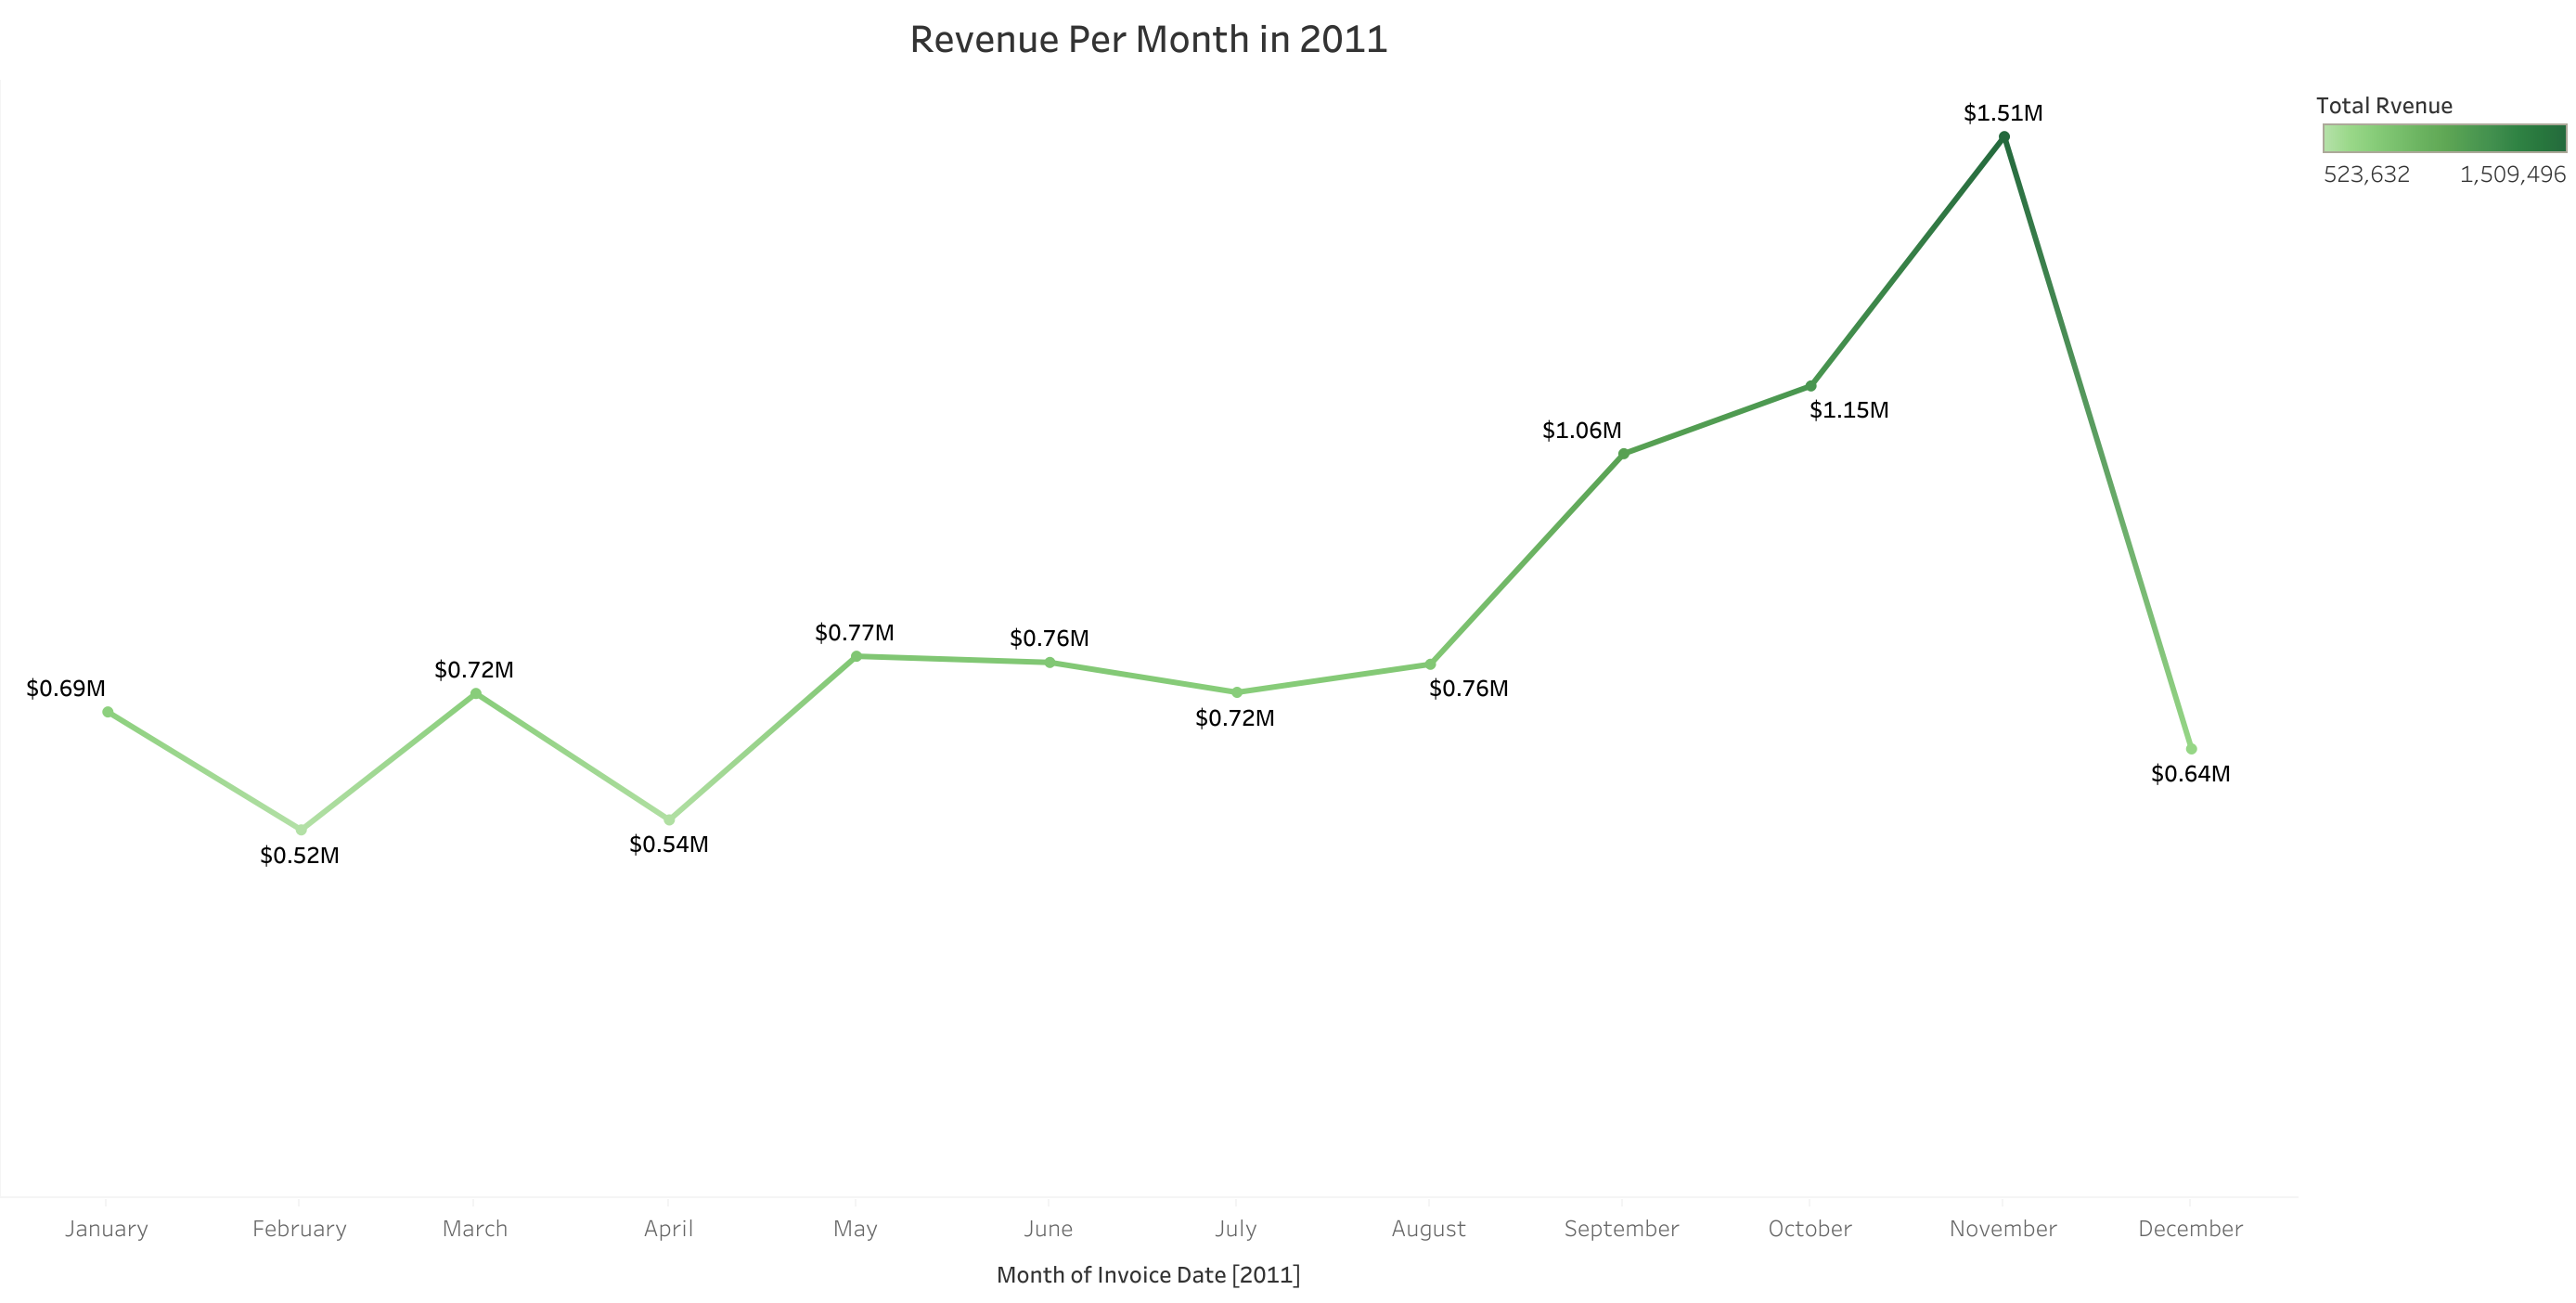 Revenue Per Month in 2011
Total Rvenue
523,632 1,509,496
$0.69M
$0.52M
$0.72M
$0.54M
$0.77M
$0.76M
$0.72M
$0.76M
$1.06M
$1.15M
$1.51M
$0.64M
January February March April May June July August September October November December
Month of Invoice Date [2011]